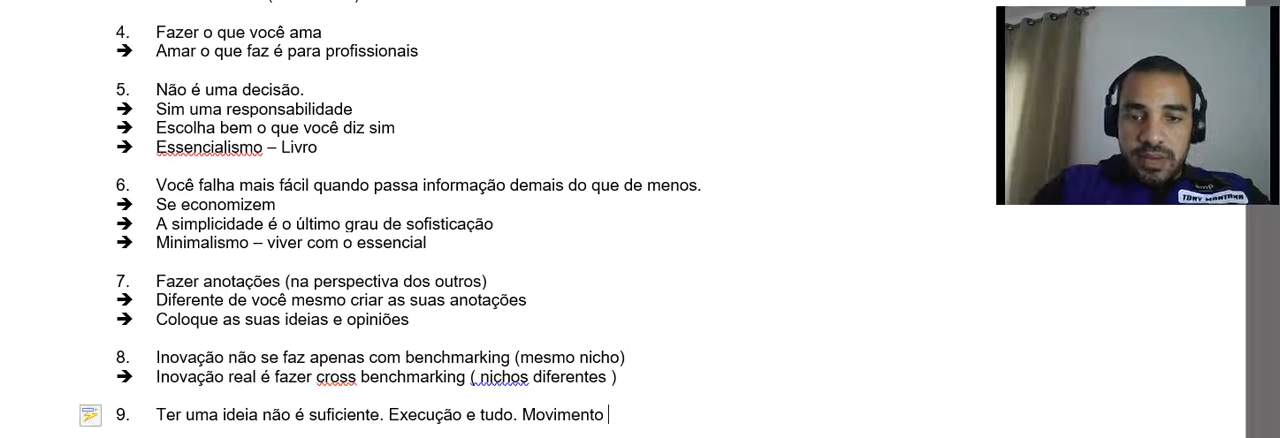 4. Fazer o que você ama
➔ Amar o que faz é para profissionais
5. Não é uma decisão.
➔ Sim uma responsabilidade
➔ Escolha bem o que você diz sim
➔ Essencialismo – Livro
6. Você falha mais fácil quando passa informação demais do que de menos.
➔ Se economizem
➔ A simplicidade é o último grau de sofisticação
➔ Minimalismo – viver com o essencial
7. Fazer anotações (na perspectiva dos outros)
➔ Diferente de você mesmo criar as suas anotações
➔ Coloque as suas ideias e opiniões
8. Inovação não se faz apenas com benchmarking (mesmo nicho)
➔ Inovação real é fazer cross benchmarking ( nichos diferentes )
9. Ter uma ideia não é suficiente. Execução e tudo. Movimento
TONY MONTANA